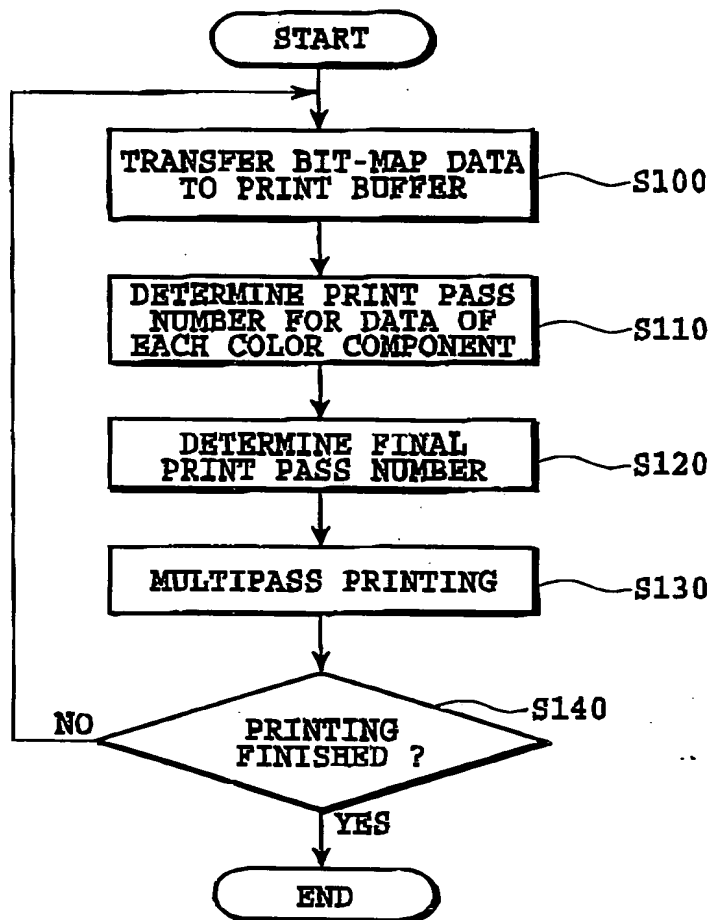 START
TRANSFER BIT-MAP DATA
TO PRINT BUFFER
S100
DETERMINE PRINT PASS
NUMBER FOR DATA OF
EACH COLOR COMPONENT
S110
DETERMINE FINAL
PRINT PASS NUMBER
S120
MULTIPASS PRINTING
S130
S140
NO
PRINTING
FINISHED ?
YES
END